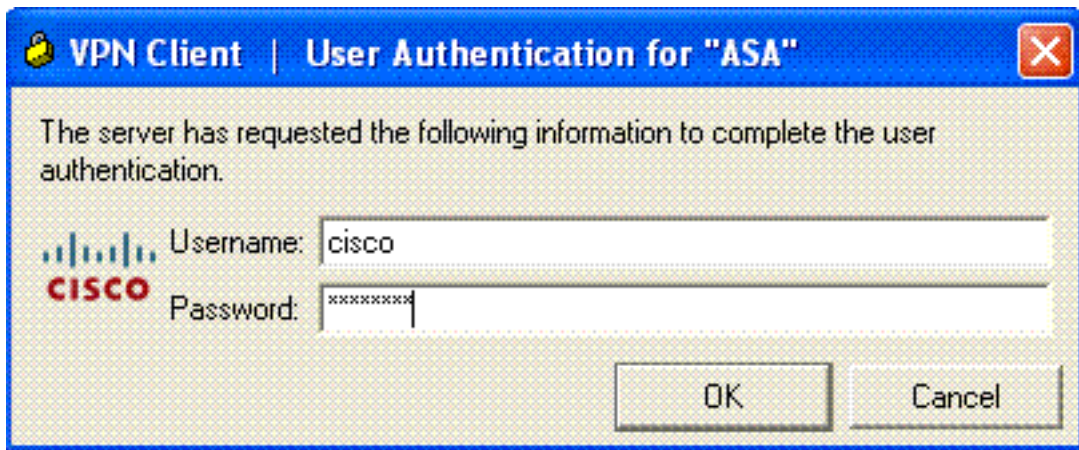 VPN Client | User Authentication for "ASA"
The server has requested the following information to complete the user
authentication.
Username: cisco
CISCO
Password: ********
OK Cancel